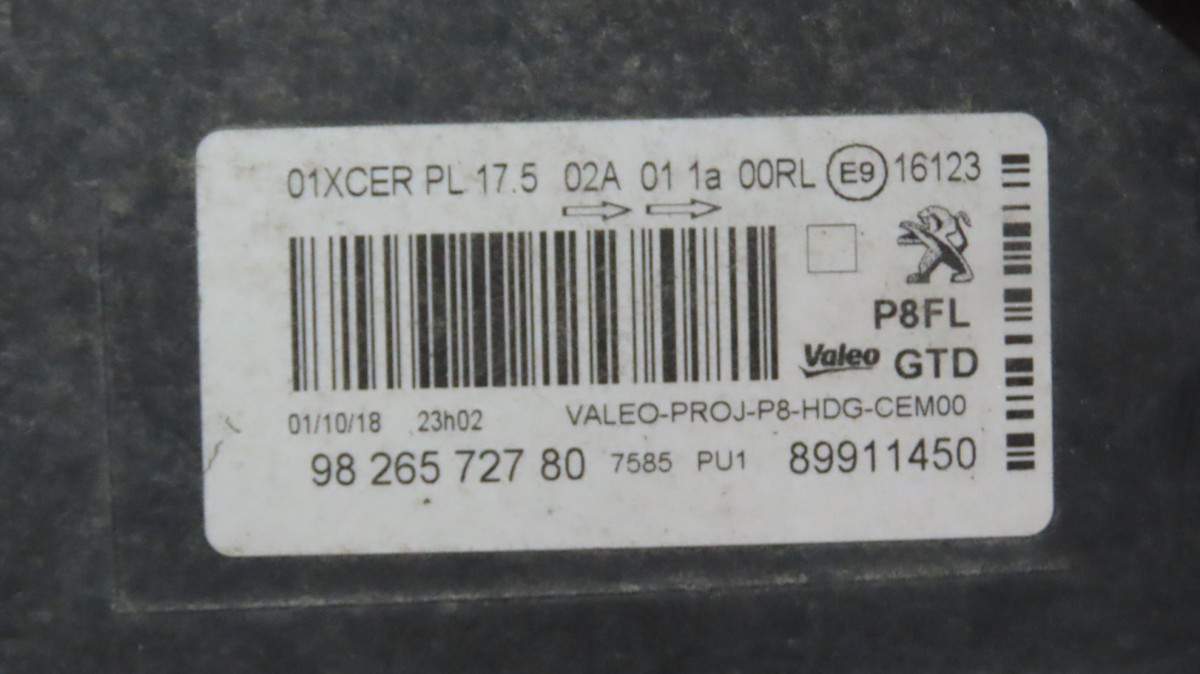 01XCER PL 17.5 02A 01 1a 00RL E9 16123
P8FL
Valeo GTD
01/10/18 23h02 VALEO-PROJ-P8-HDG-CEM00
98 265 727 80 7585 PU1 89911450